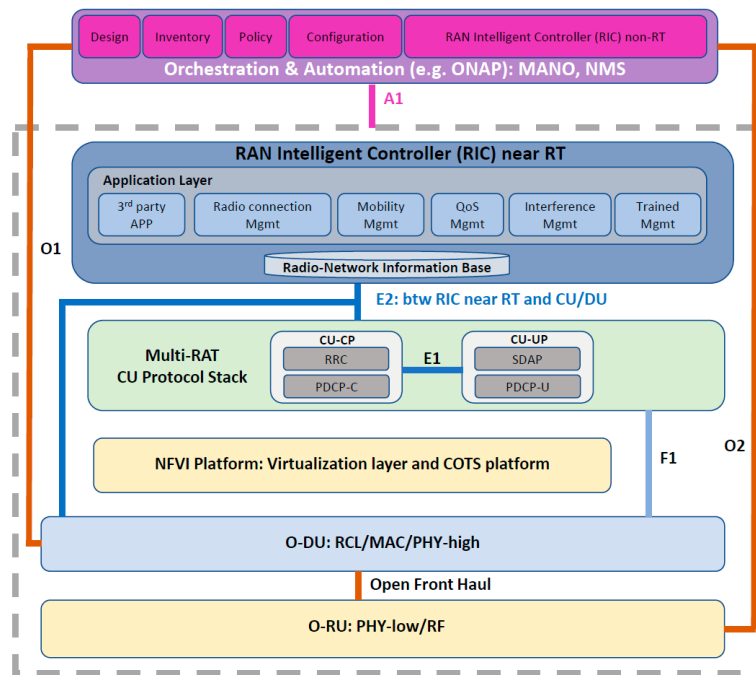 Design
Inventory
Policy
Configuration
RAN Intelligent Controller (RIC) non-RT
Orchestration & Automation (e.g. ONAP): MANO, NMS
A1
RAN Intelligent Controller (RIC) near RT
Application Layer
3rd party
APP
Radio connection
Mgmt
Mobility
Mgmt
QoS
Mgmt
Interference
Mgmt
Trained
Mgmt
O1
Radio-Network Information Base
E2: btw RIC near RT and CU/DU
Multi-RAT
CU Protocol Stack
CU-CP
RRC
PDCP-C
E1
CU-UP
SDAP
PDCP-U
F1
O2
NFVI Platform: Virtualization layer and COTS platform
O-DU: RCL/MAC/PHY-high
Open Front Haul
O-RU: PHY-low/RF